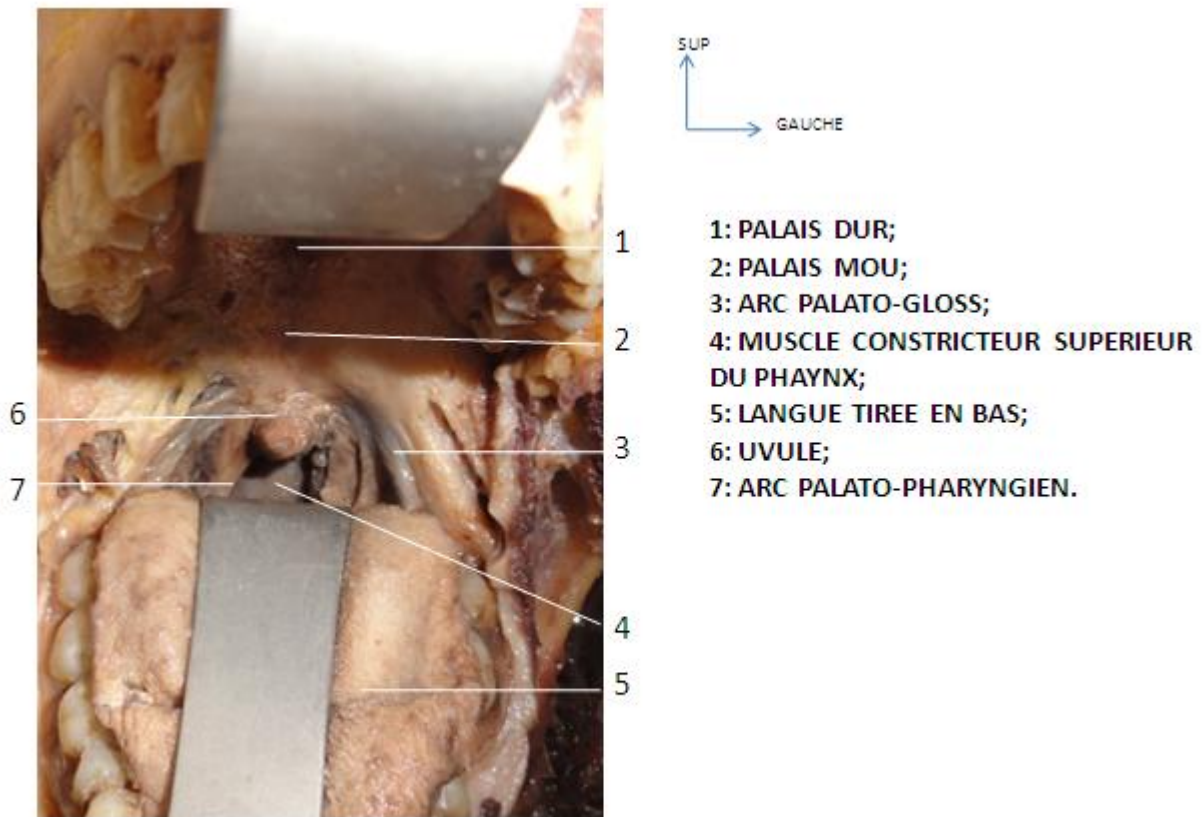 SUP
GAUCHE
1
2
6
3
7
4
5
1: PALAIS DUR;
2: PALAIS MOU;
3: ARC PALATO-GLOSS;
4: MUSCLE CONSTRICTEUR SUPERIEUR
DU PHAYNX;
5: LANGUE TIREE EN BAS;
6: UVULE;
7: ARC PALATO-PHARYNGIEN.